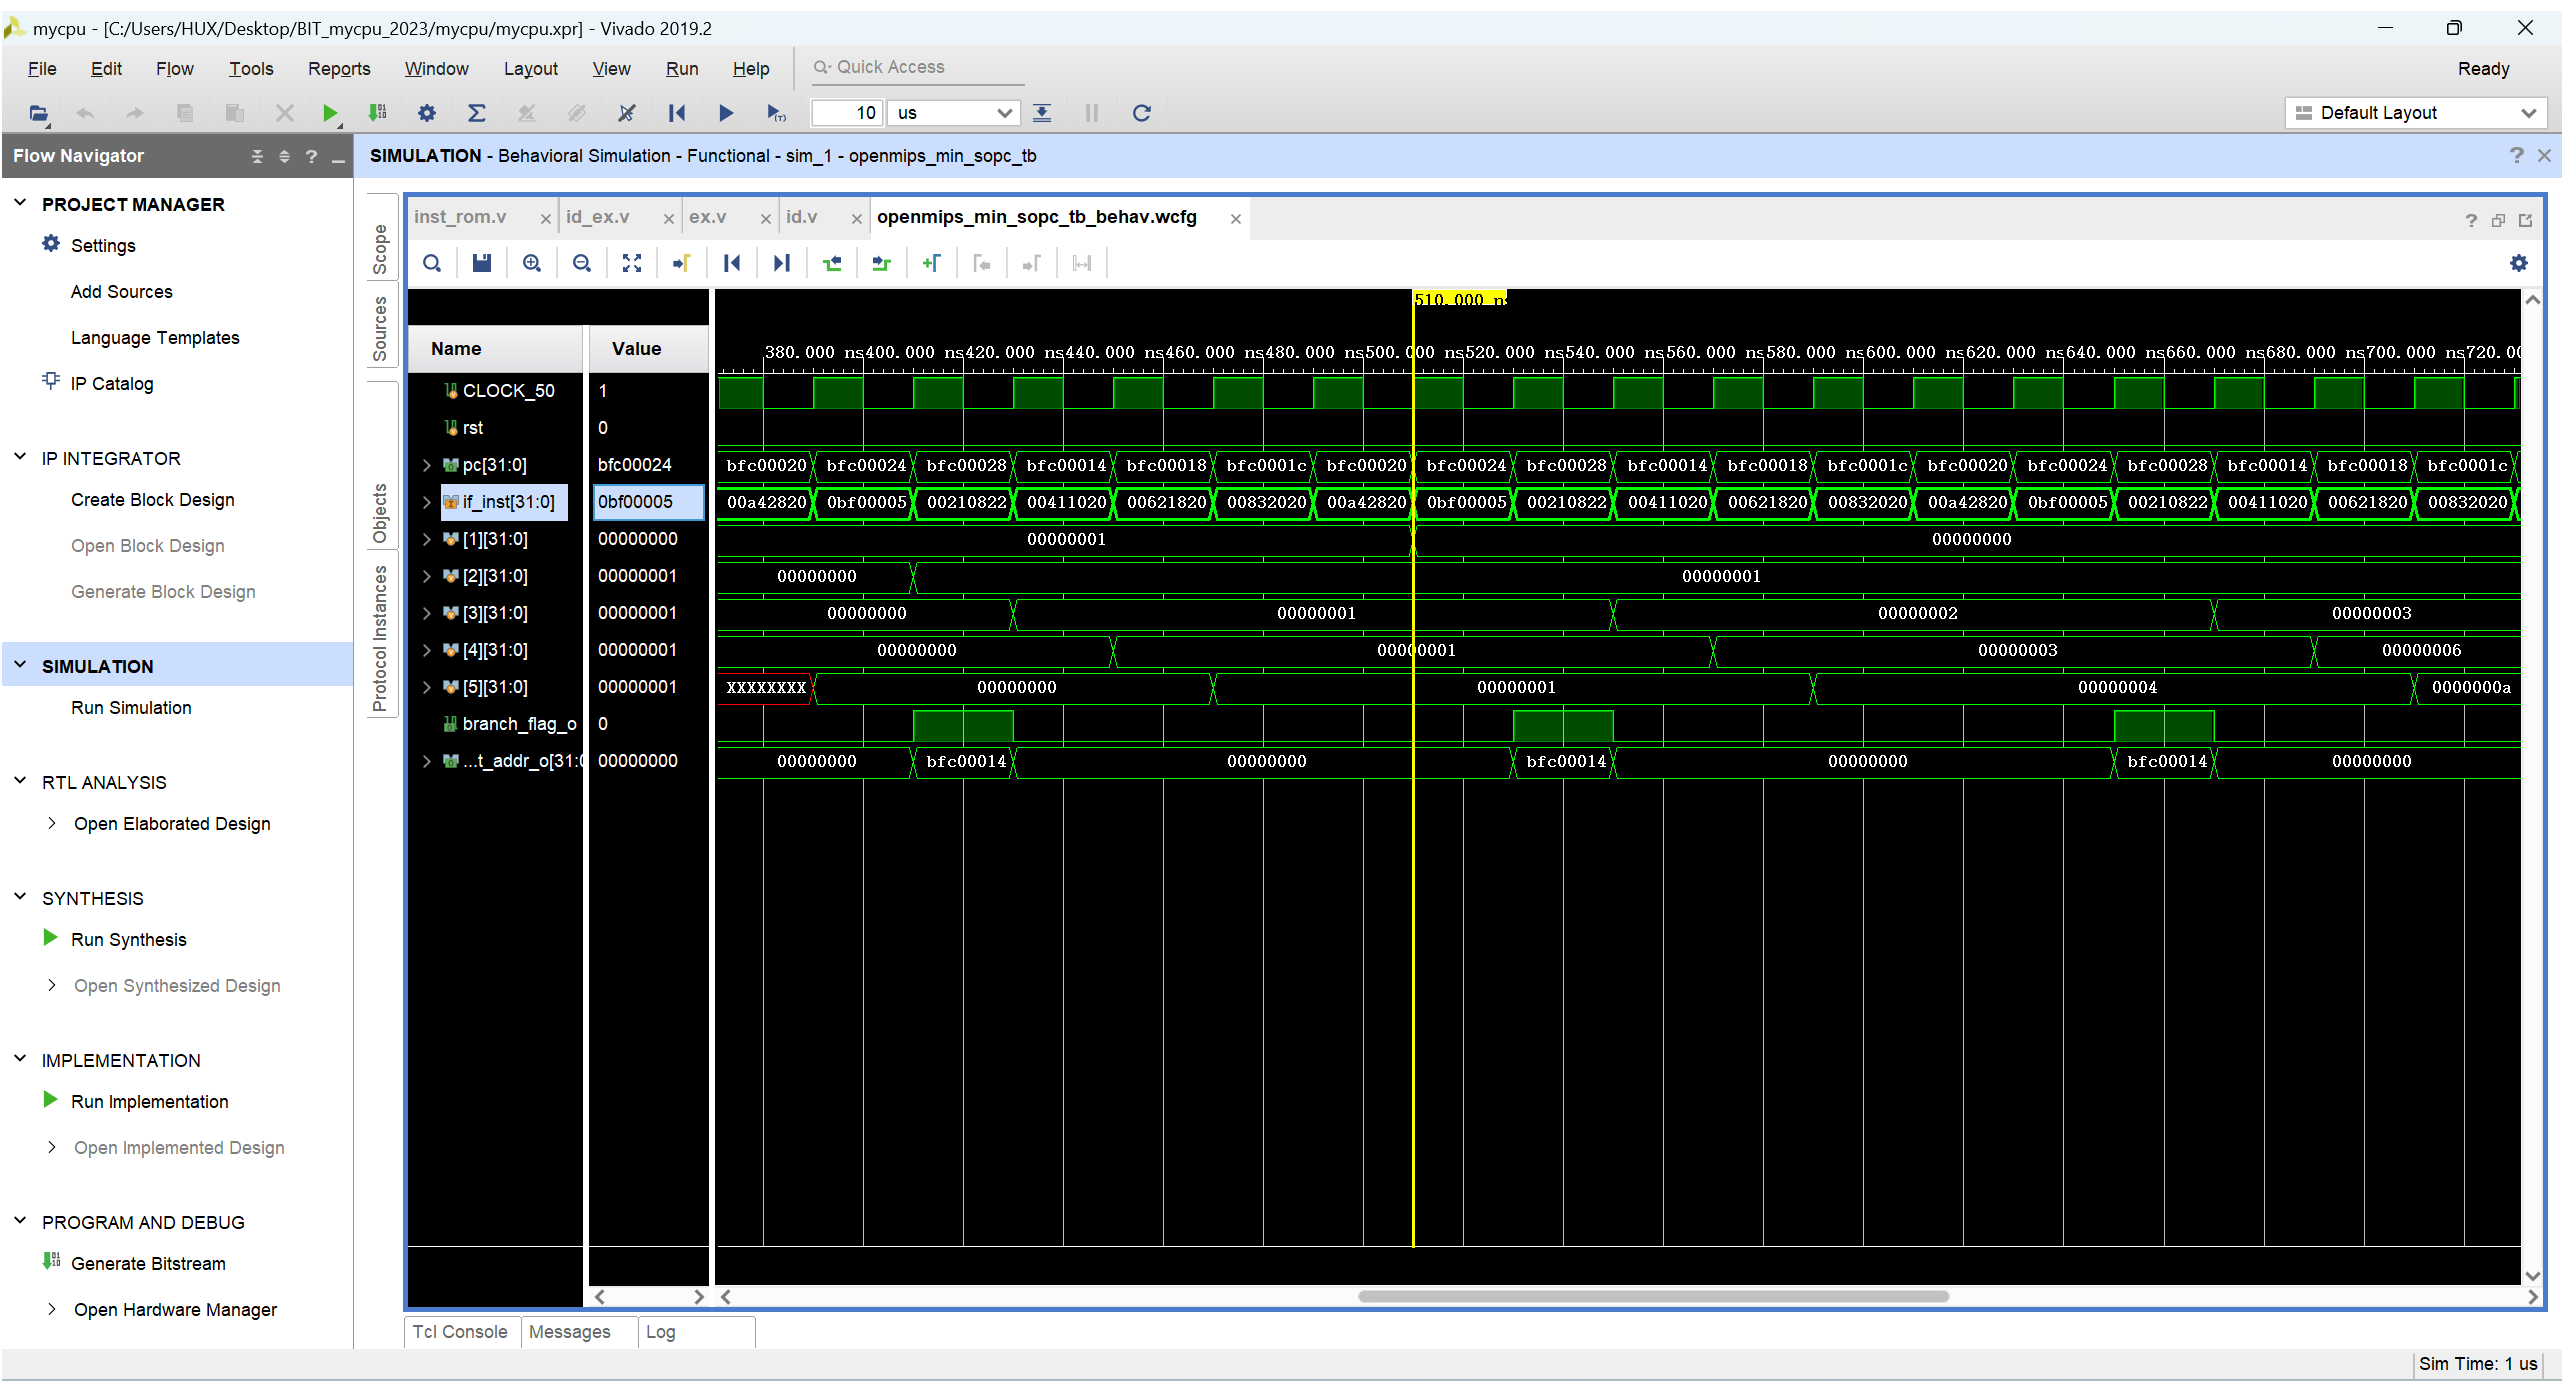 mycpu - [C:/Users/HUX/Desktop/BIT_mycpu_2023/mycpu/mycpu.xpr] - Vivado 2019.2
File Edit Flow Tools Reports Window Layout View Run Help Quick Access Ready
10 us Default Layout
Flow Navigator
SIMULATION - Behavioral Simulation - Functional - sim_1 - openmips_min_sopc_tb
PROJECT MANAGER
Settings
Add Sources
Language Templates
IP Catalog
IP INTEGRATOR
Create Block Design
Open Block Design
Generate Block Design
SIMULATION
Run Simulation
RTL ANALYSIS
Open Elaborated Design
SYNTHESIS
Run Synthesis
Open Synthesized Design
IMPLEMENTATION
Run Implementation
Open Implemented Design
PROGRAM AND DEBUG
Generate Bitstream
Open Hardware Manager
Scope
Sources
Objects
Protocol Instances
inst_rom.v id_ex.v ex.v id.v openmips_min_sopc_tb_behav.wcfg
510.000 ns
Name Value
380.000 ns 400.000 ns 420.000 ns 440.000 ns 460.000 ns 480.000 ns 500.000 ns 520.000 ns 540.000 ns 560.000 ns 580.000 ns 600.000 ns 620.000 ns 640.000 ns 660.000 ns 680.000 ns 700.000 ns 720.00
CLOCK_50 1
rst 0
pc[31:0] bfc00024 bfc00020 bfc00024 bfc00028 bfc00014 bfc00018 bfc0001c bfc00020 bfc00024 bfc00028 bfc00014 bfc00018 bfc0001c bfc00020 bfc00024 bfc00028 bfc00014 bfc00018 bfc0001c
if_inst[31:0] 0bf00005 00a42820 0bf00005 00210822 00411020 00621820 00832020 00a42820 0bf00005 00210822 00411020 00621820 00832020 00a42820 0bf00005 00210822 00411020 00621820 00832020
[1][31:0] 00000000 00000001 00000000
[2][31:0] 00000001 00000000 00000001
[3][31:0] 00000001 00000000 00000001 00000002 00000003
[4][31:0] 00000001 00000000 00000001 00000003 00000006
[5][31:0] 00000001 XXXXXXXX 00000000 00000001 00000004 0000000a
branch_flag_o 0
...t_addr_o[31:0 00000000 00000000 bfc00014 00000000 bfc00014 00000000 bfc00014 00000000
Tcl Console Messages Log
Sim Time: 1 us